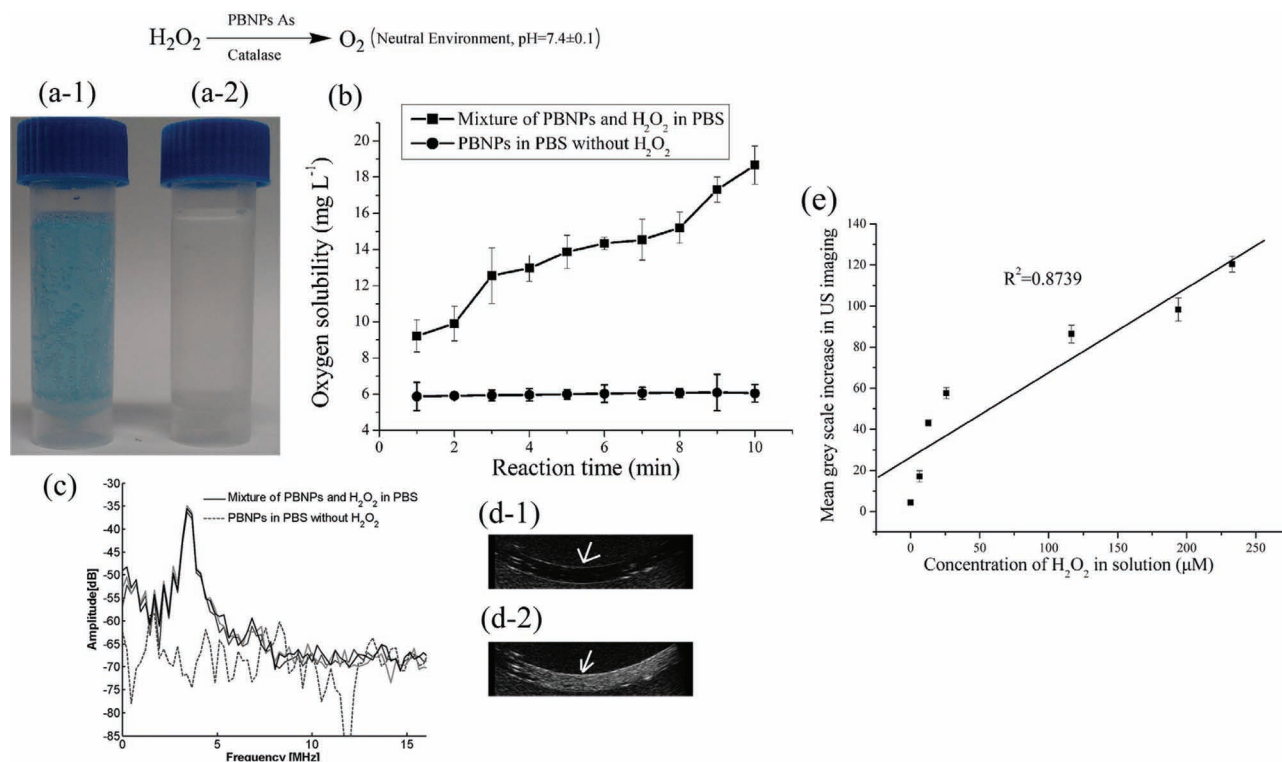 PBNPs As
H₂O₂ → O₂ (Neutral Environment, pH=7.4±0.1)
Catalase
(a-1)
(a-2)
(b)
Mixture of PBNPs and H₂O₂ in PBS
PBNPs in PBS without H₂O₂
20
18
16
14
12
10
8
6
4
Oxygen solubility (mg L⁻¹)
0 2 4 6 8 10
Reaction time (min)
(c)
Mixture of PBNPs and H₂O₂ in PBS
PBNPs in PBS without H₂O₂
-30
-35
-40
-45
-50
-55
-60
-65
-70
-75
-80
-85
Amplitude[dB]
0 5 10 15
Frequency [MHz]
(d-1)
(d-2)
(e)
140
120
100
80
60
40
20
0
Mean grey scale increase in US imaging
R²=0.8739
0 50 100 150 200 250
Concentration of H₂O₂ in solution (μM)